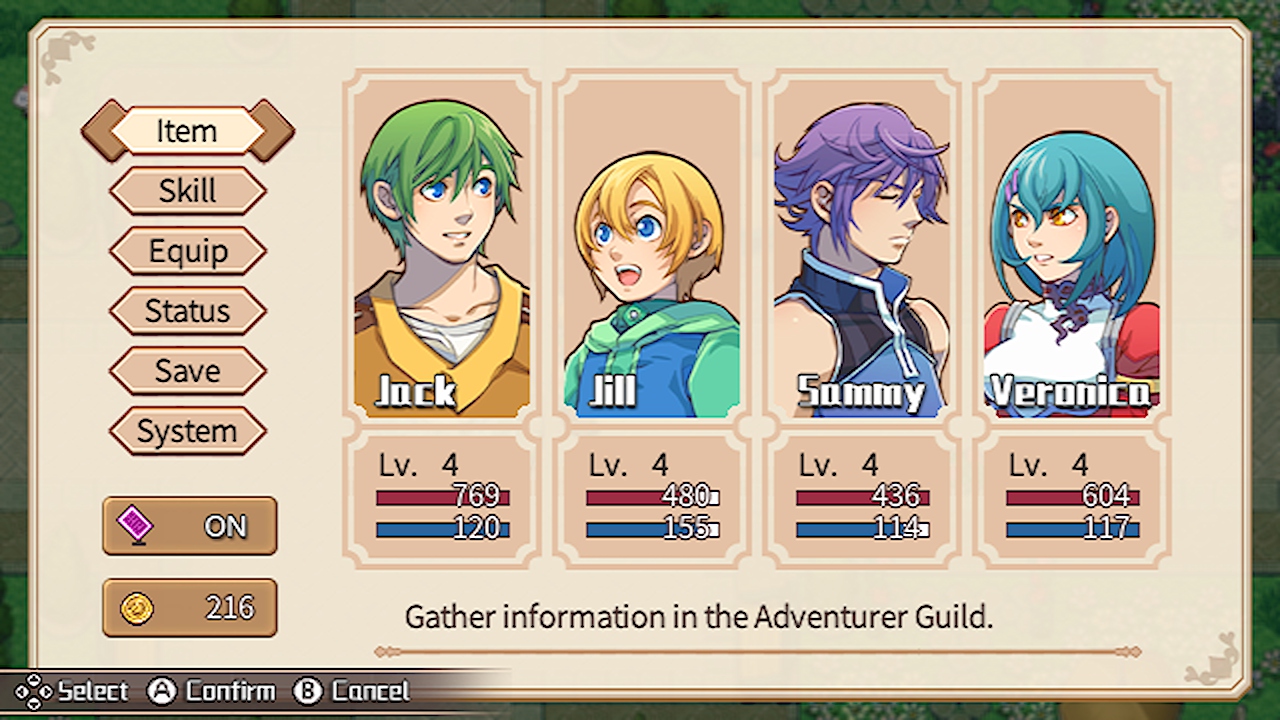 Item
Skill
Equip
Status
Save
System
ON
216
Jack
Lv. 4
769
120
Jill
Lv. 4
480
155
Sammy
Lv. 4
436
114
Veronica
Lv. 4
604
117
Gather information in the Adventurer Guild.
Select A Confirm B Cancel